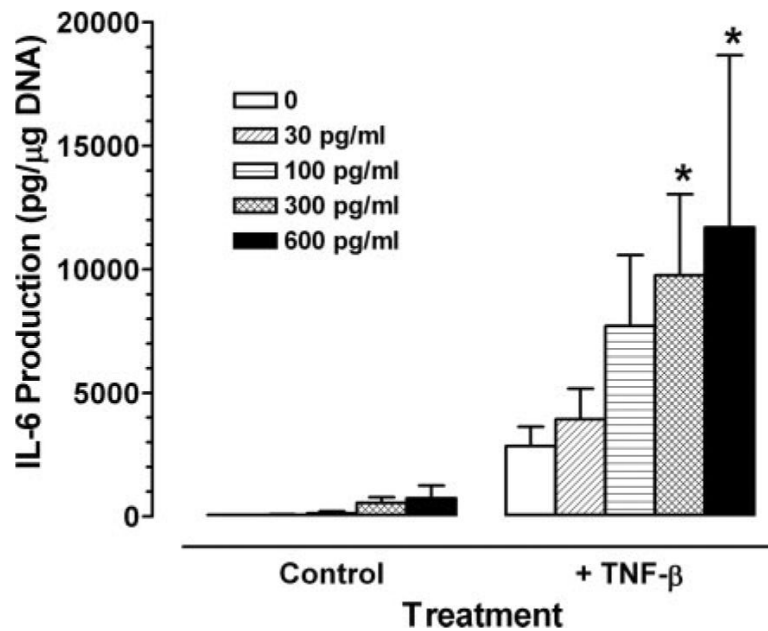 IL-6 Production (pg/μg DNA)
20000
15000
10000
5000
0
0
30 pg/ml
100 pg/ml
300 pg/ml
600 pg/ml
*
*
Control
+ TNF-β
Treatment